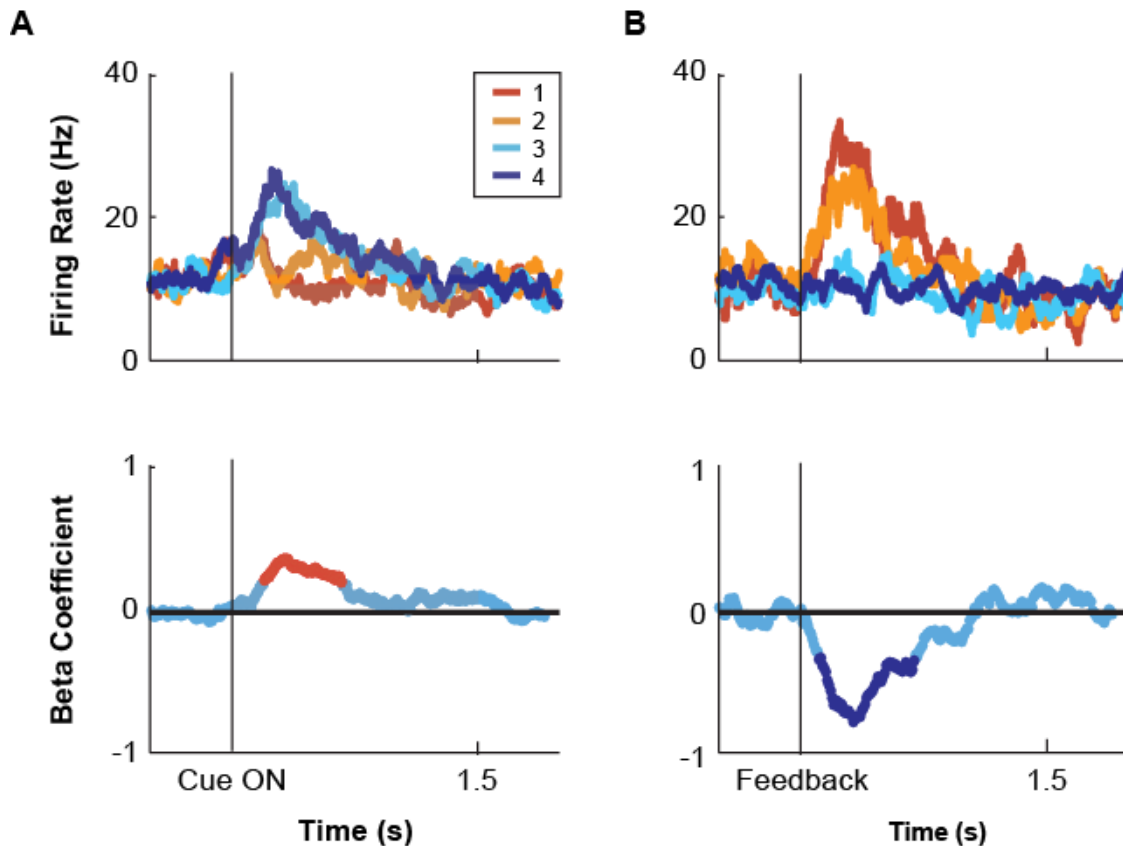 A
B
Firing Rate (Hz)
40
20
0
1
2
3
4
40
20
0
Beta Coefficient
1
0
-1
Cue ON
1.5
Time (s)
1
0
-1
Feedback
1.5
Time (s)